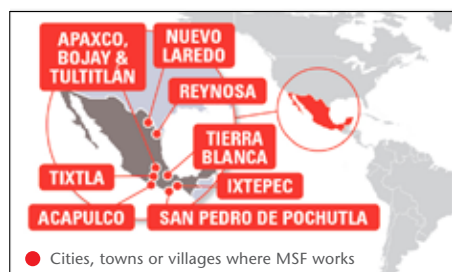 APAXCO,
BOJAY &
TULTITLÁN
NUEVO
LAREDO
REYNOSA
TIERRA
BLANCA
TIXTLA
IXTEPEC
ACAPULCO
SAN PEDRO DE POCHUTLA
Cities, towns or villages where MSF works